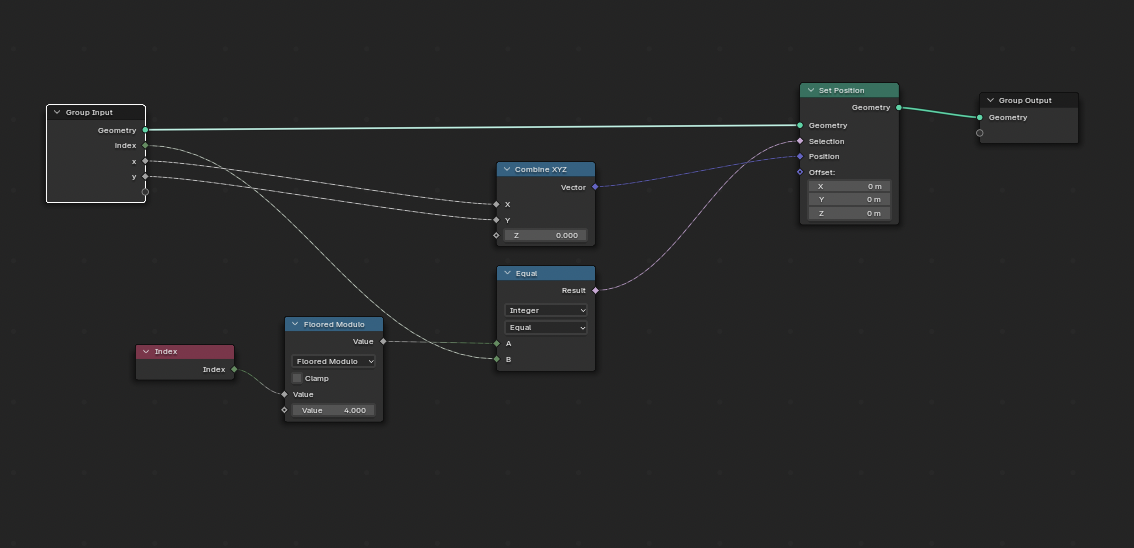 Group Input
Geometry
Index
x
y
Combine XYZ
Vector
X
Y
Z 0.000
Equal
Result
Integer
Equal
A
B
Floored Modulo
Value
Floored Modulo
Clamp
Value
Value 4.000
Index
Index
Set Position
Geometry
Geometry
Selection
Position
Offset:
X 0 m
Y 0 m
Z 0 m
Group Output
Geometry